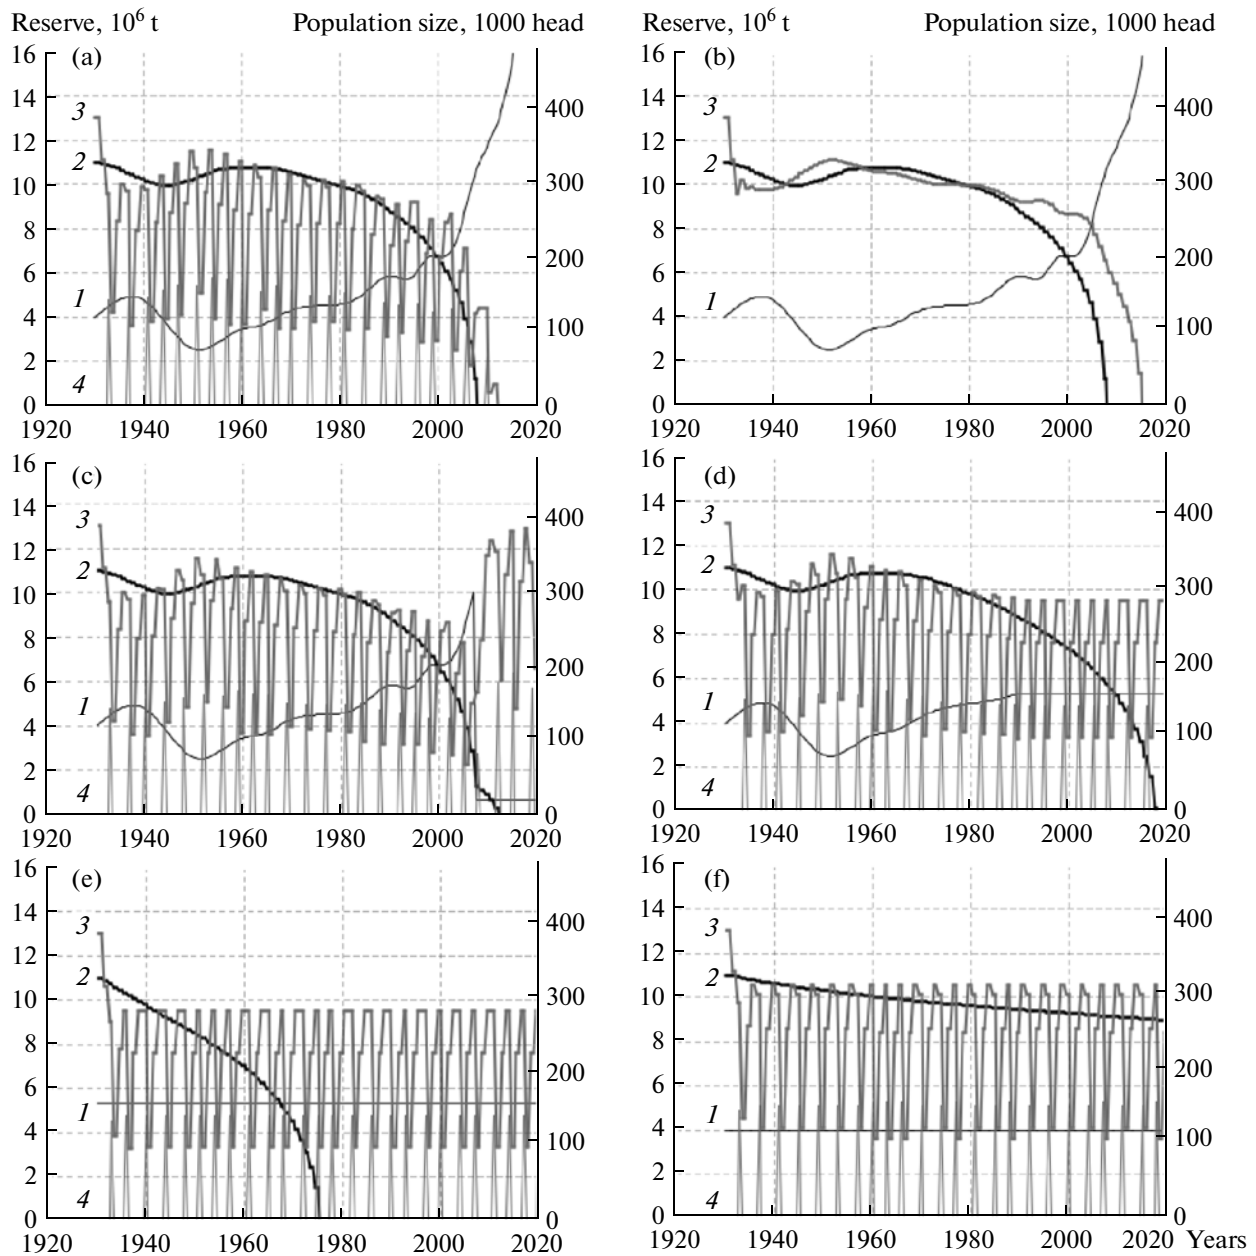 Reserve, 10⁶ t Population size, 1000 head Reserve, 10⁶ t Population size, 1000 head
16 (a) 16 (b)
14 400 14 400
3 3
12 12
2 2
10 300 10 300
8 8
200 200
6 6
1 1
4 100 4 100
2 2
4 0 0 0 0
1920 1940 1960 1980 2000 2020 1920 1940 1960 1980 2000 2020
16 (c) 16 (d)
14 400 14 400
3 3
12 12
2 2
10 300 10 300
8 8
200 200
6 6
1 1
4 100 4 100
2 2
4 4
0 0 0 0
1920 1940 1960 1980 2000 2020 1920 1940 1960 1980 2000 2020
16 (e) 16 (f)
14 400 14 400
3 3
12 12
2 2
10 300 10 300
8 8
200 200
6 6
1 1
4 100 4 100
2 2
4 4
0 0 0 0
1920 1940 1960 1980 2000 2020 1920 1940 1960 1980 2000 2020 Years